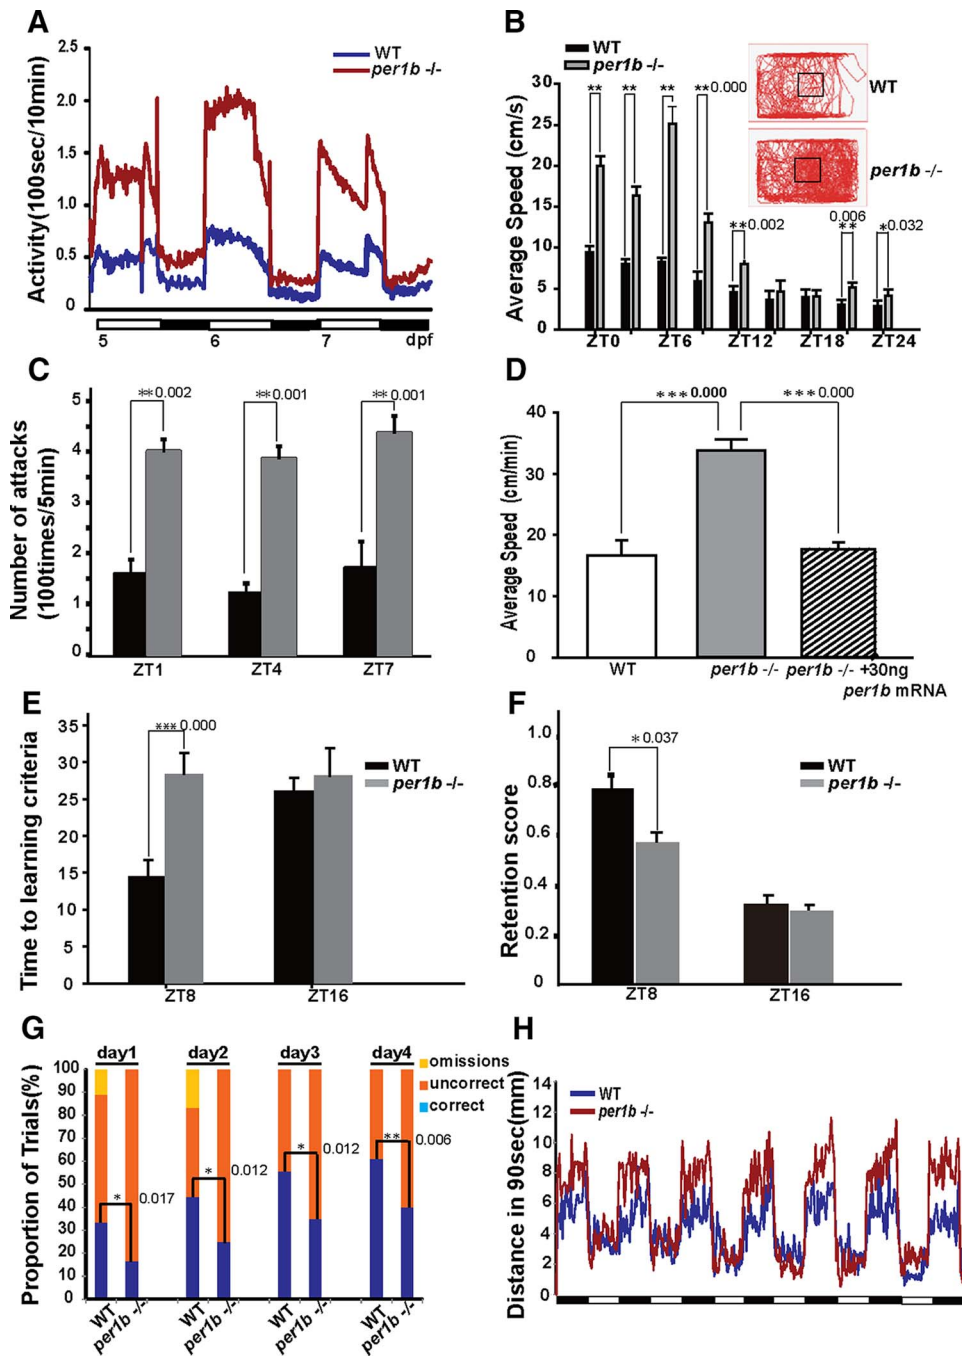 A
2.5
2.0
1.5
1.0
0.5
0
Activity(100sec/10min)
WT
per1b -/-
5
6
7
dpf
B
WT
per1b -/-
30
25
20
15
10
5
0
Average Speed (cm/s)
**
**
**
**0.000
**0.002
0.006
**
*0.032
WT
per1b -/-
ZT0
ZT6
ZT12
ZT18
ZT24
C
5
4
3
2
1
0
Number of attacks
(100times/5min)
**0.002
**0.001
**0.001
ZT1
ZT4
ZT7
D
40
30
20
10
0
Average Speed (cm/min)
***0.000
***0.000
WT
per1b -/-
per1b -/- +30ng
per1b mRNA
E
35
30
25
15
10
5
0
Time to learning criteria
***0.000
WT
per1b -/-
ZT8
ZT16
F
0.8
0.6
0.4
0.2
0
Retention score
*0.037
WT
per1b -/-
ZT8
ZT16
G
day1
day2
day3
day4
omissions
uncorrect
correct
100
90
80
70
60
50
40
30
20
10
0
Proportion of Trials(%)
*
0.017
*
0.012
*
0.012
**
0.006
WT
per1b -/-
WT
per1b -/-
WT
per1b -/-
WT
per1b -/-
H
14
12
10
8
6
4
2
0
Distance in 90sec(mm)
WT
per1b -/-